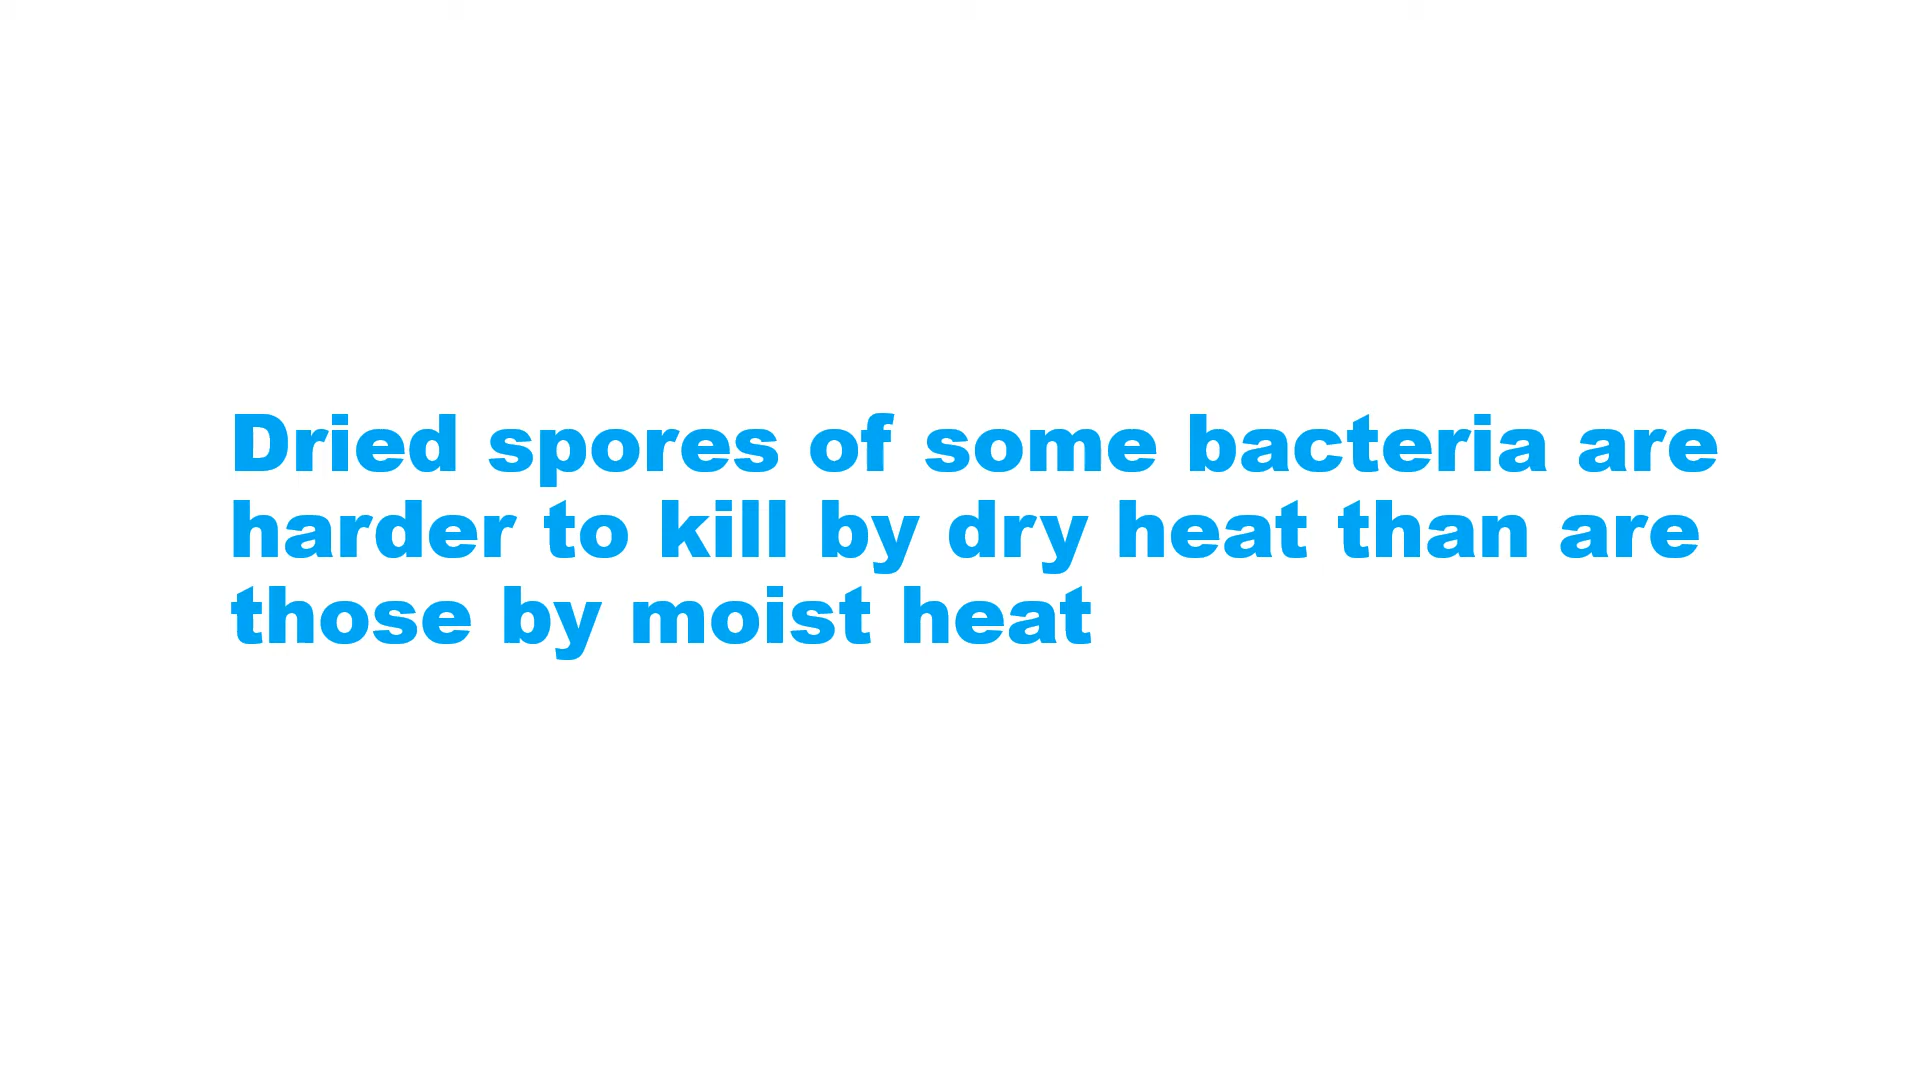 Dried spores of some bacteria are
harder to kill by dry heat than are
those by moist heat